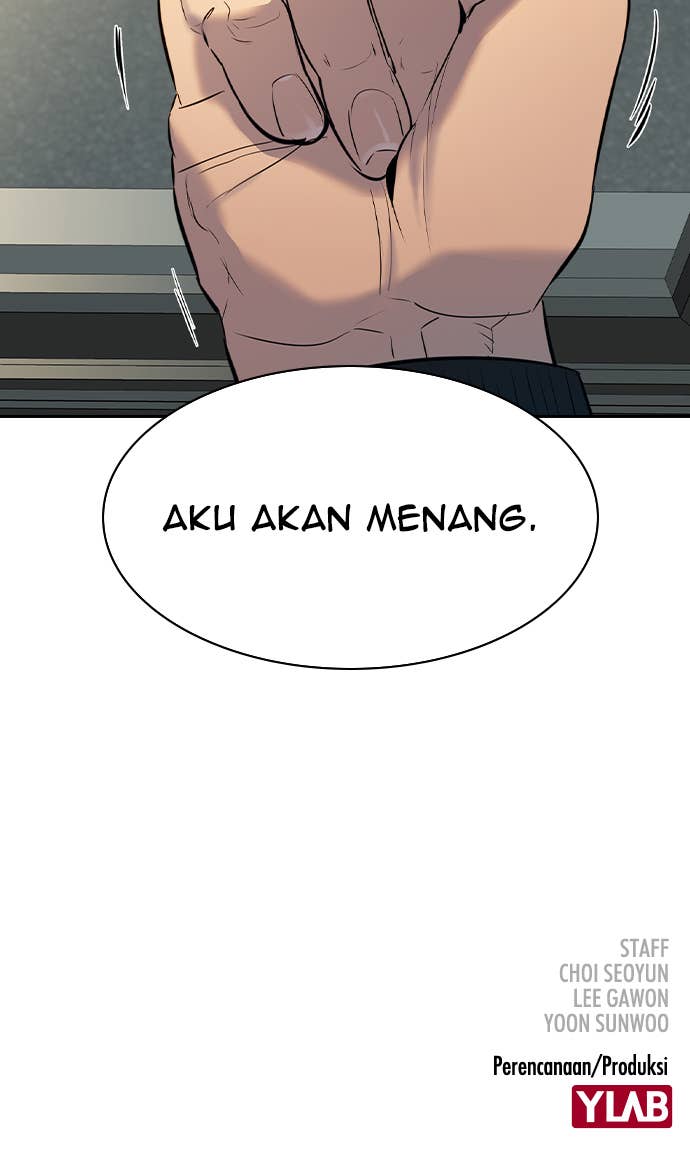 AKU AKAN MENANG.
STAFF
CHOI SEOYUN
LEE GAWON
YOON SUNWOO
Perencanaan/Produksi
YLAB